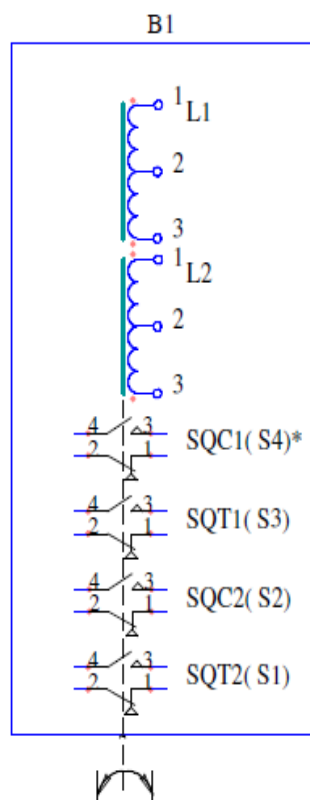 B1
1 L1
2
3
1 L2
2
3
4 3
2 1
SQC1( S4)*
4 3
2 1
SQT1( S3)
4 3
2 1
SQC2( S2)
4 3
2 1
SQT2( S1)